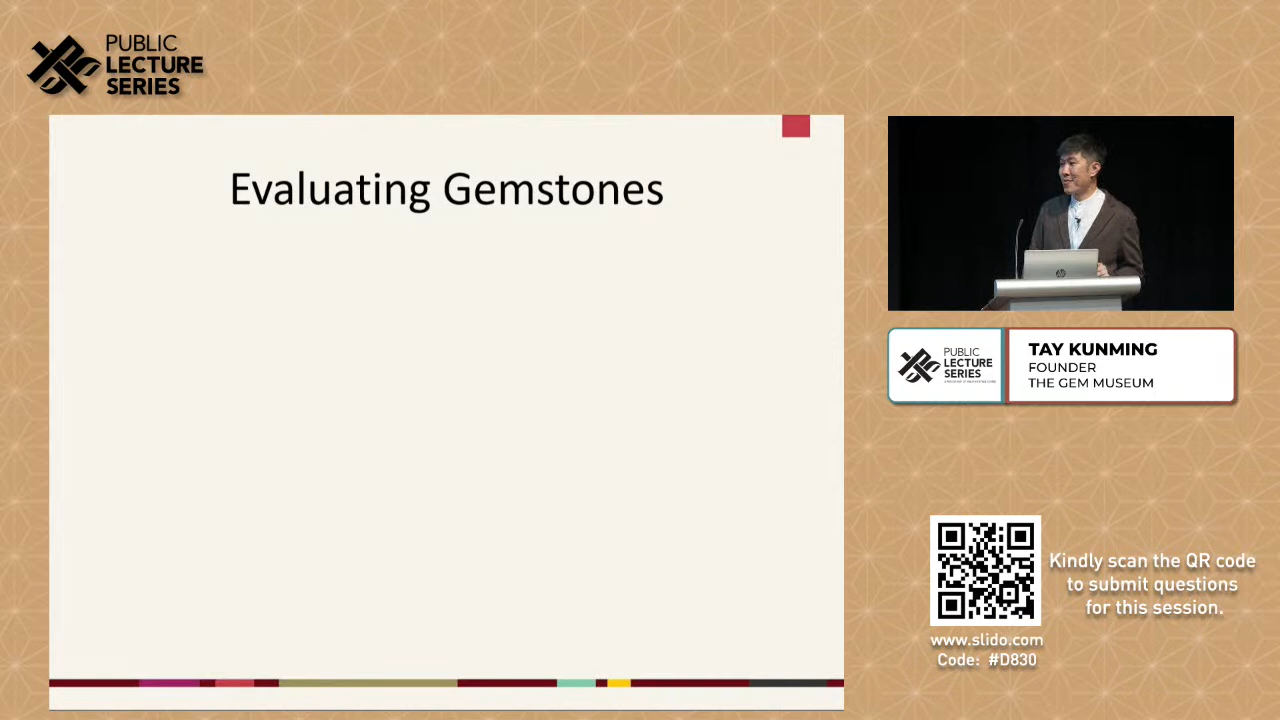 PUBLIC
LECTURE
SERIES
Evaluating Gemstones
PUBLIC
LECTURE
SERIES
TAY KUNMING
FOUNDER
THE GEM MUSEUM
Kindly scan the QR code
to submit questions
for this session.
www.slido.com
Code: #D830